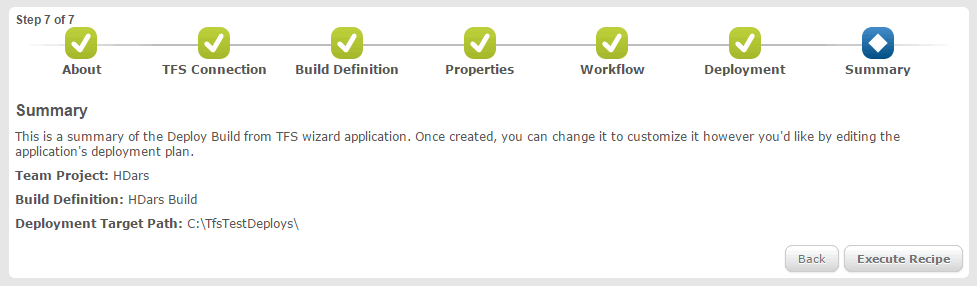 Step 7 of 7
About TFS Connection Build Definition Properties Workflow Deployment Summary
Summary
This is a summary of the Deploy Build from TFS wizard application. Once created, you can change it to customize it however you'd like by editing the
application's deployment plan.
Team Project: HDars
Build Definition: HDars Build
Deployment Target Path: C:\TfsTestDeploys\
Back Execute Recipe